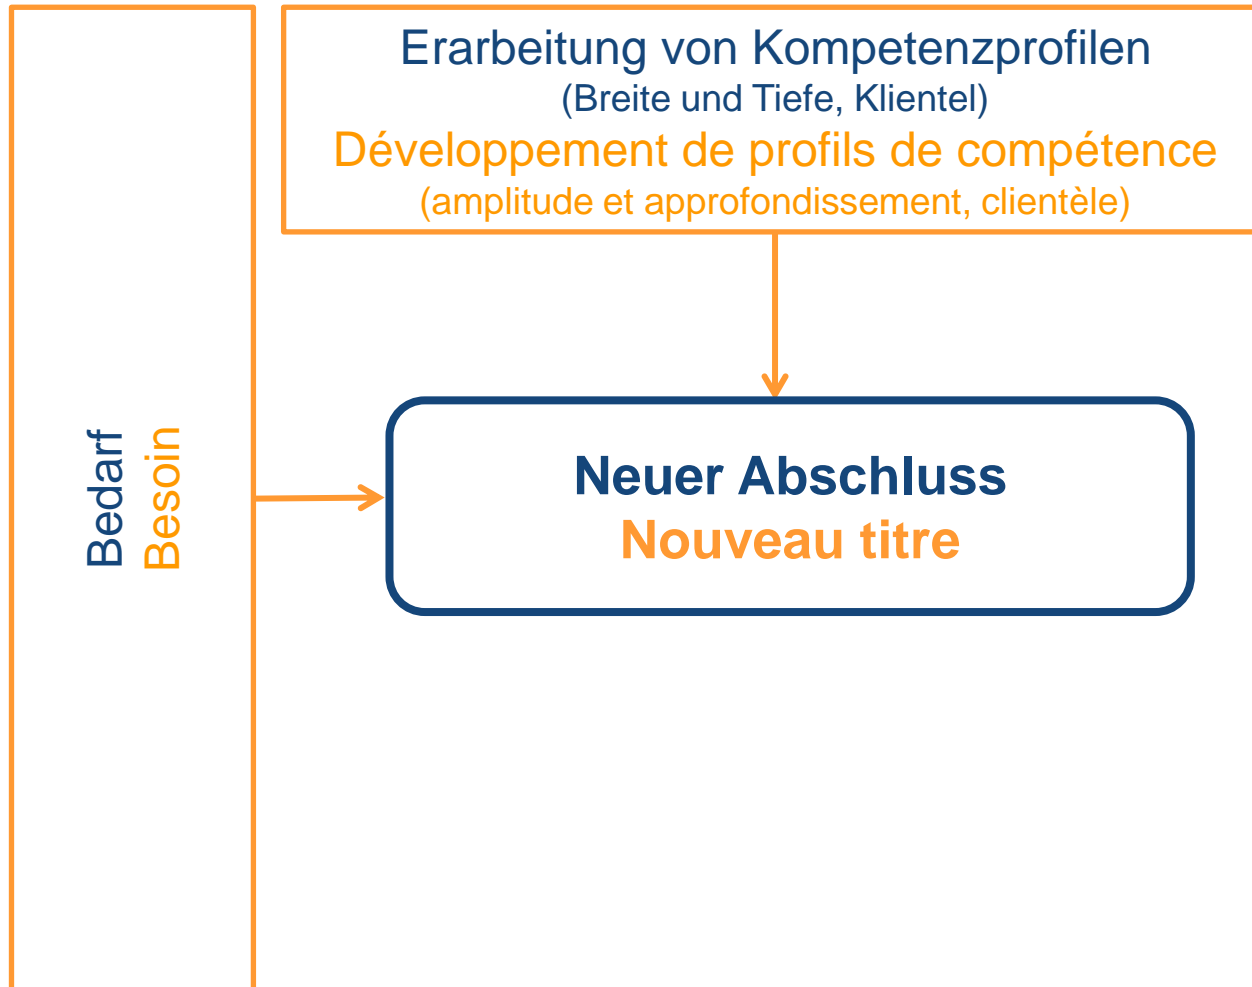 Erarbeitung von Kompetenzprofilen
(Breite und Tiefe, Klientel)
Développement de profils de compétence
(amplitude et approfondissement, clientèle)
Bedarf
Besoin
Neuer Abschluss
Nouveau titre